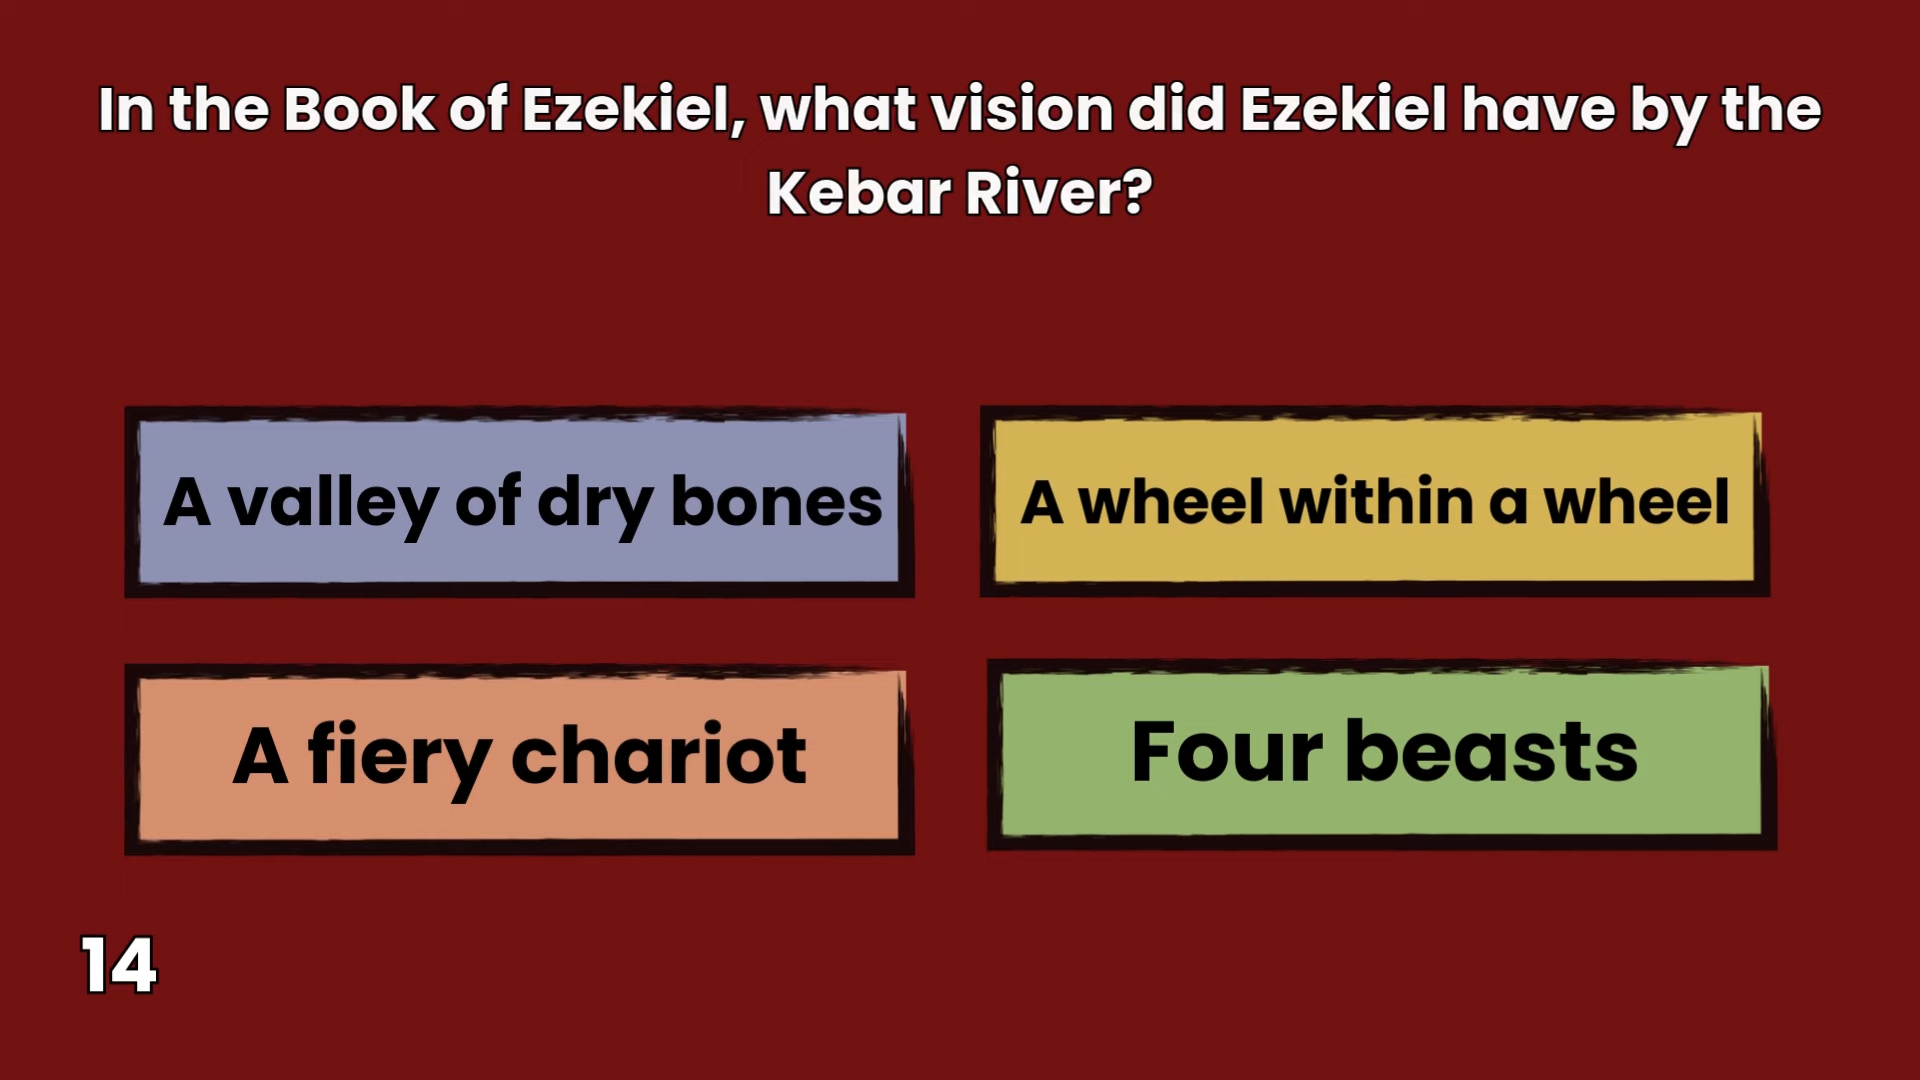 In the Book of Ezekiel, what vision did Ezekiel have by the
Kebar River?
A valley of dry bones
A wheel within a wheel
A fiery chariot
Four beasts
14